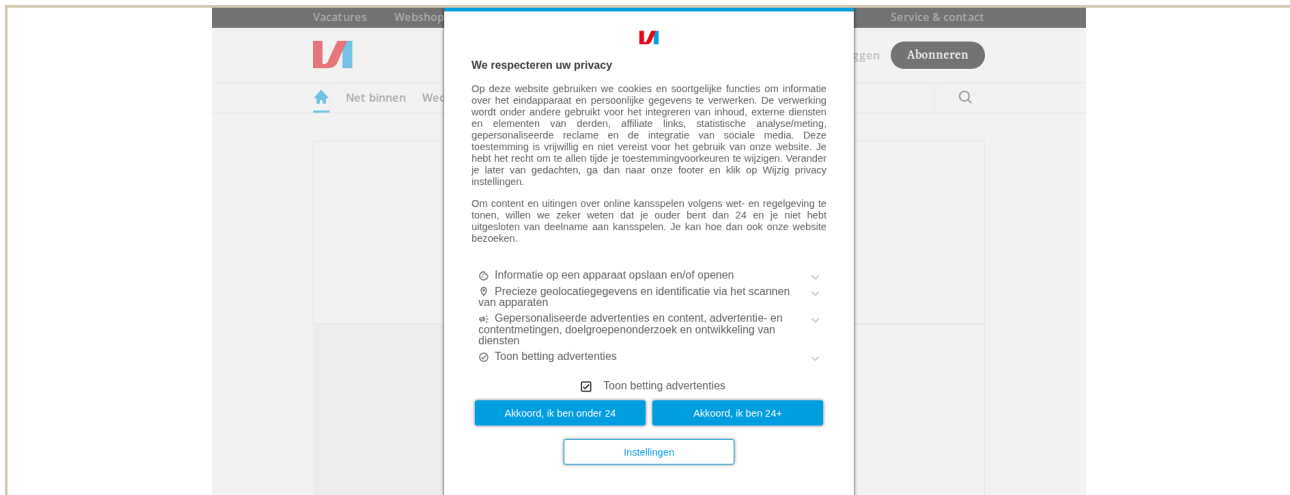 Vacatures Webshop Service & contact
ggen Abonneren
Net binnen Wed
We respecteren uw privacy
Op deze website gebruiken we cookies en soortgelijke functies om informatie
over het eindapparaat en persoonlijke gegevens te verwerken. De verwerking
wordt onder andere gebruikt voor het integreren van inhoud, externe diensten
en elementen van derden, affiliate links, statistische analyse/meting,
gepersonaliseerde reclame en de integratie van sociale media. Deze
toestemming is vrijwillig en niet vereist voor het gebruik van onze website. Je
hebt het recht om te allen tijde je toestemmingvoorkeuren te wijzigen. Verander
je later van gedachten, ga dan naar onze footer en klik op Wijzig privacy
instellingen.
Om content en uitingen over online kansspelen volgens wet- en regelgeving te
tonen, willen we zeker weten dat je ouder bent dan 24 en je niet hebt
uitgesloten van deelname aan kansspelen. Je kan hoe dan ook onze website
bezoeken.
Informatie op een apparaat opslaan en/of openen
Precieze geolocatiegegevens en identificatie via het scannen
van apparaten
Gepersonaliseerde advertenties en content, advertentie- en
contentmetingen, doelgroepenonderzoek en ontwikkeling van
diensten
Toon betting advertenties
Toon betting advertenties
Akkoord, ik ben onder 24 Akkoord, ik ben 24+
Instellingen